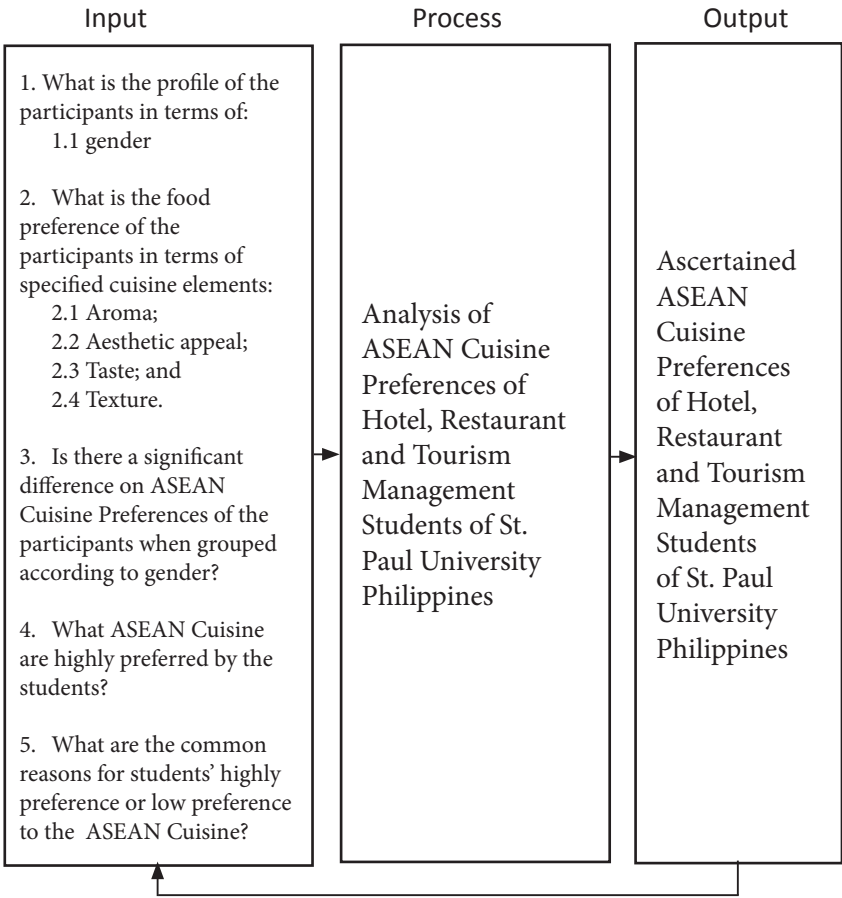 Input
Process
Output
1. What is the profile of the
participants in terms of:
1.1 gender
2. What is the food
preference of the
participants in terms of
specified cuisine elements:
2.1 Aroma;
2.2 Aesthetic appeal;
2.3 Taste; and
2.4 Texture.
3. Is there a significant
difference on ASEAN
Cuisine Preferences of the
participants when grouped
according to gender?
4. What ASEAN Cuisine
are highly preferred by the
students?
5. What are the common
reasons for students’ highly
preference or low preference
to the ASEAN Cuisine?
Analysis of
ASEAN Cuisine
Preferences of
Hotel, Restaurant
and Tourism
Management
Students of St.
Paul University
Philippines
Ascertained
ASEAN
Cuisine
Preferences
of Hotel,
Restaurant
and Tourism
Management
Students
of St. Paul
University
Philippines